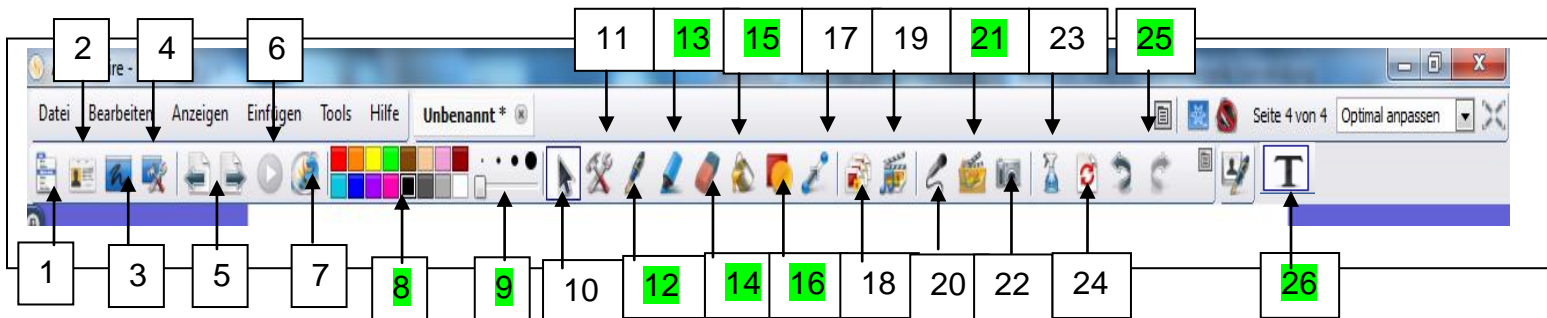 2 4 6 11 13 15 17 19 21 23 25
ire -
Datei Bearbeiten Anzeigen Einfügen Tools Hilfe Unbenannt * Seite 4 von 4 Optimal anpassen
T
1 3 5 7 8 9 10 12 14 16 18 20 22 24 26